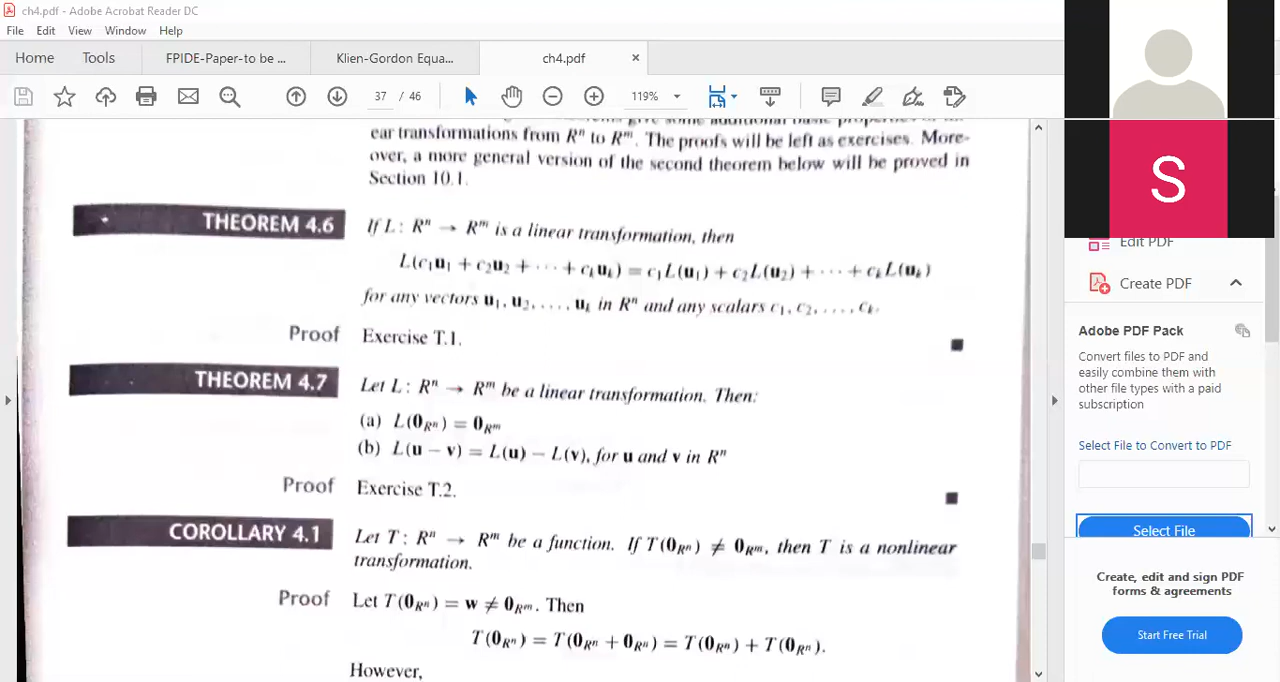 ch4.pdf - Adobe Acrobat Reader DC
File Edit View Window Help
Home Tools FPIDE-Paper-to be ... Klien-Gordon Equa... ch4.pdf ×
37 / 46 119%
give some additional basic properties of
ear transformations from Rⁿ to Rᵐ. The proofs will be left as exercises. More-
over, a more general version of the second theorem below will be proved in
Section 10.1.
THEOREM 4.6 If L: Rⁿ → Rᵐ is a linear transformation, then
L(c₁u₁ + c₂u₂ + ··· + cₖuₖ) = c₁L(u₁) + c₂L(u₂) + ··· + cₖL(uₖ)
for any vectors u₁, u₂, ..., uₖ in Rⁿ and any scalars c₁, c₂, ..., cₖ.
Proof Exercise T.1. ■
THEOREM 4.7 Let L: Rⁿ → Rᵐ be a linear transformation. Then:
(a) L(0_Rⁿ) = 0_Rᵐ
(b) L(u − v) = L(u) − L(v), for u and v in Rⁿ
Proof Exercise T.2. ■
COROLLARY 4.1 Let T: Rⁿ → Rᵐ be a function. If T(0_Rⁿ) ≠ 0_Rᵐ, then T is a nonlinear
transformation.
Proof Let T(0_Rⁿ) = w ≠ 0_Rᵐ. Then
T(0_Rⁿ) = T(0_Rⁿ + 0_Rⁿ) = T(0_Rⁿ) + T(0_Rⁿ).
However,
S
Edit PDF
Create PDF
Adobe PDF Pack
Convert files to PDF and
easily combine them with
other file types with a paid
subscription
Select File to Convert to PDF
Select File
Create, edit and sign PDF
forms & agreements
Start Free Trial